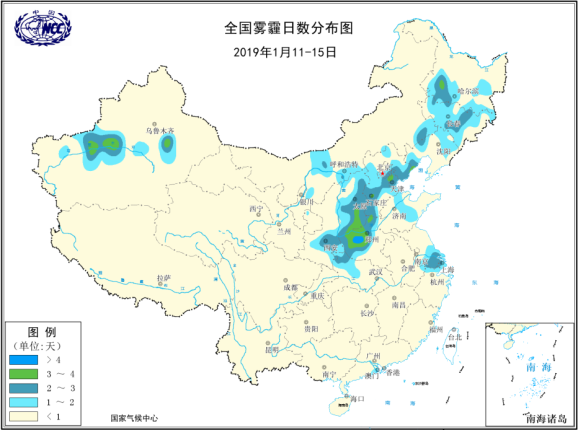 中国
NCC
全国雾霾日数分布图
2019年1月11-15日
哈尔滨
长春
乌鲁木齐
沈阳
呼和浩特
北京
天津
银川
太原
石家庄
济南
西宁
兰州
郑州
西安
南京
合肥
上海
拉萨
成都
武汉
杭州
重庆
南昌
长沙
贵阳
福州
昆明
台北
广州
南宁
澳门
香港
海口
东海
南海
图 例
(单位:天)
> 4
3 ~ 4
2 ~ 3
1 ~ 2
< 1
国家气候中心
南 海
南海诸岛